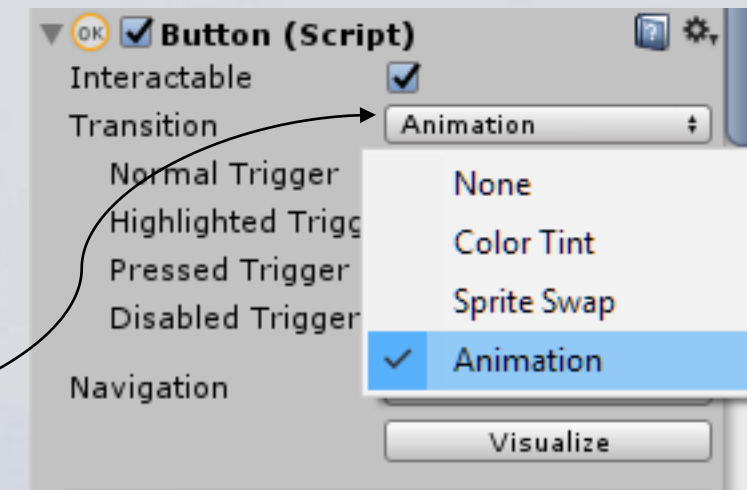 OK Button (Script) ?
Interactable
Transition Animation
Normal Trigger None
Highlighted Trigg Color Tint
Pressed Trigger Sprite Swap
Disabled Trigger Animation
Navigation
Visualize